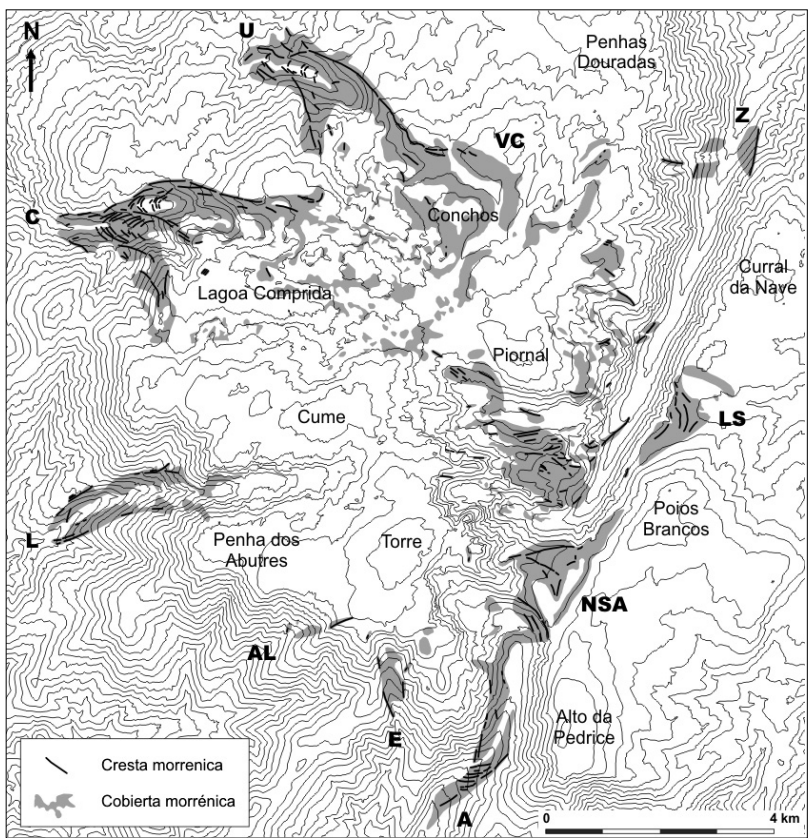 N
U
Penhas
Douradas
Z
VC
C
Conchos
Curral
da Nave
Lagoa Comprida
Piornal
Cume
LS
L
Penha dos
Abutres
Torre
Poios
Brancos
NSA
AL
E
Alto da
Pedrice
A
Cresta morrenica
Cobierta morrénica
0
4 km